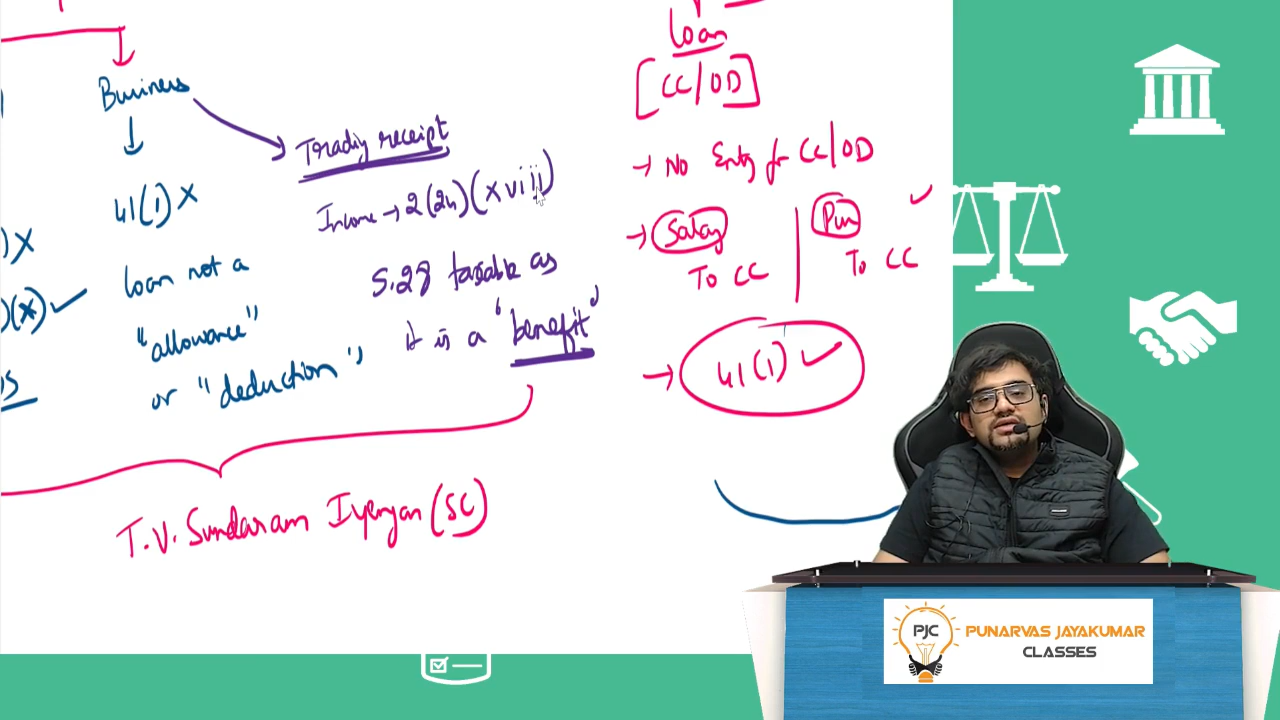 Business
41(1) X
loan not a
"allowance"
or "deduction"
) X
)(x) ✓
Trading receipt
Income → 2(24)(xviii)
S.28 taxable as
it is a 'benefit'
T.V. Sundaram Iyengar (SC)
loan
[CC/OD]
→ No Entry for CC/OD
→ Salary | Pur ✓
To CC | To CC
→ 41(1) ✓
PJC
PUNARVAS JAYAKUMAR
CLASSES